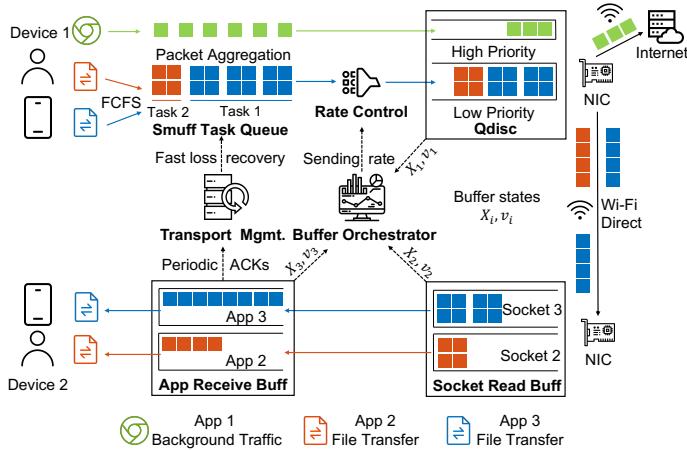 Device 1
Internet
Packet Aggregation
High Priority
FCFS
Task 2
Task 1
Smuff Task Queue
Rate Control
Low Priority
Qdisc
NIC
Fast loss recovery
Sending rate
X₁, v₁
Buffer states
Xᵢ, vᵢ
Wi-Fi
Direct
Transport Mgmt.
Buffer Orchestrator
Periodic ACKs
X₃, v₃
X₂, v₂
App 3
Socket 3
App 2
Socket 2
NIC
Device 2
App Receive Buff
Socket Read Buff
App 1
Background Traffic
App 2
File Transfer
App 3
File Transfer